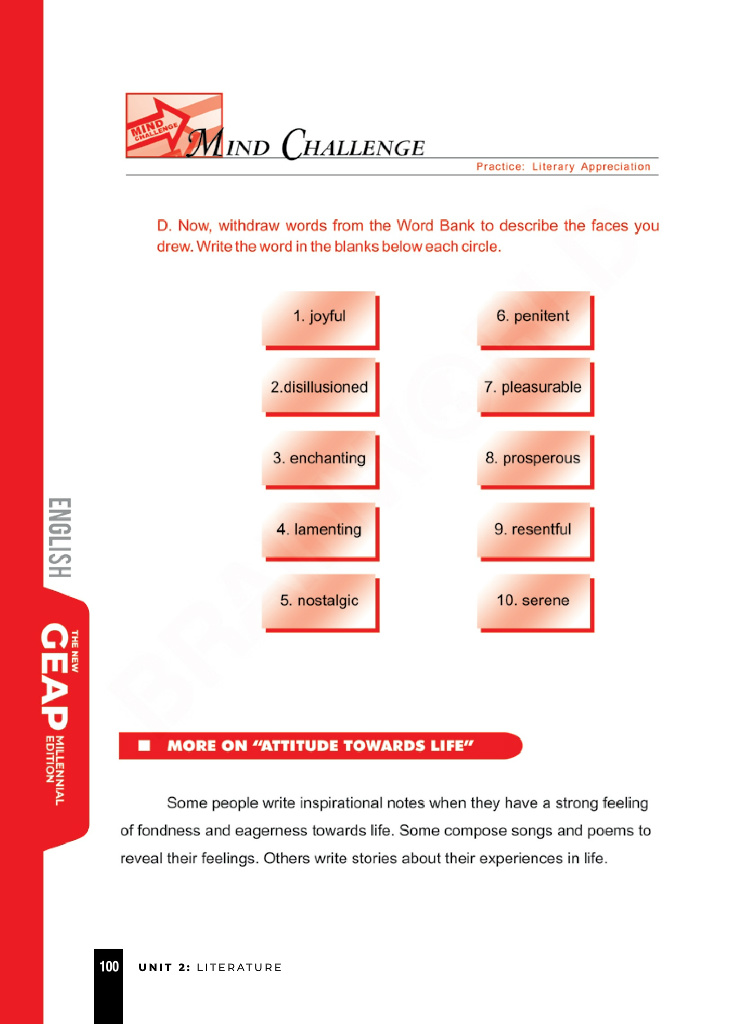 MIND CHALLENGE
MIND CHALLENGE
Practice: Literary Appreciation
D. Now, withdraw words from the Word Bank to describe the faces you
drew. Write the word in the blanks below each circle.
1. joyful
6. penitent
2.disillusioned
7. pleasurable
3. enchanting
8. prosperous
4. lamenting
9. resentful
5. nostalgic
10. serene
ENGLISH
THE NEW
GEAP
MILLENNIAL
EDITION
■ MORE ON “ATTITUDE TOWARDS LIFE”
Some people write inspirational notes when they have a strong feeling
of fondness and eagerness towards life. Some compose songs and poems to
reveal their feelings. Others write stories about their experiences in life.
100 UNIT 2: LITERATURE